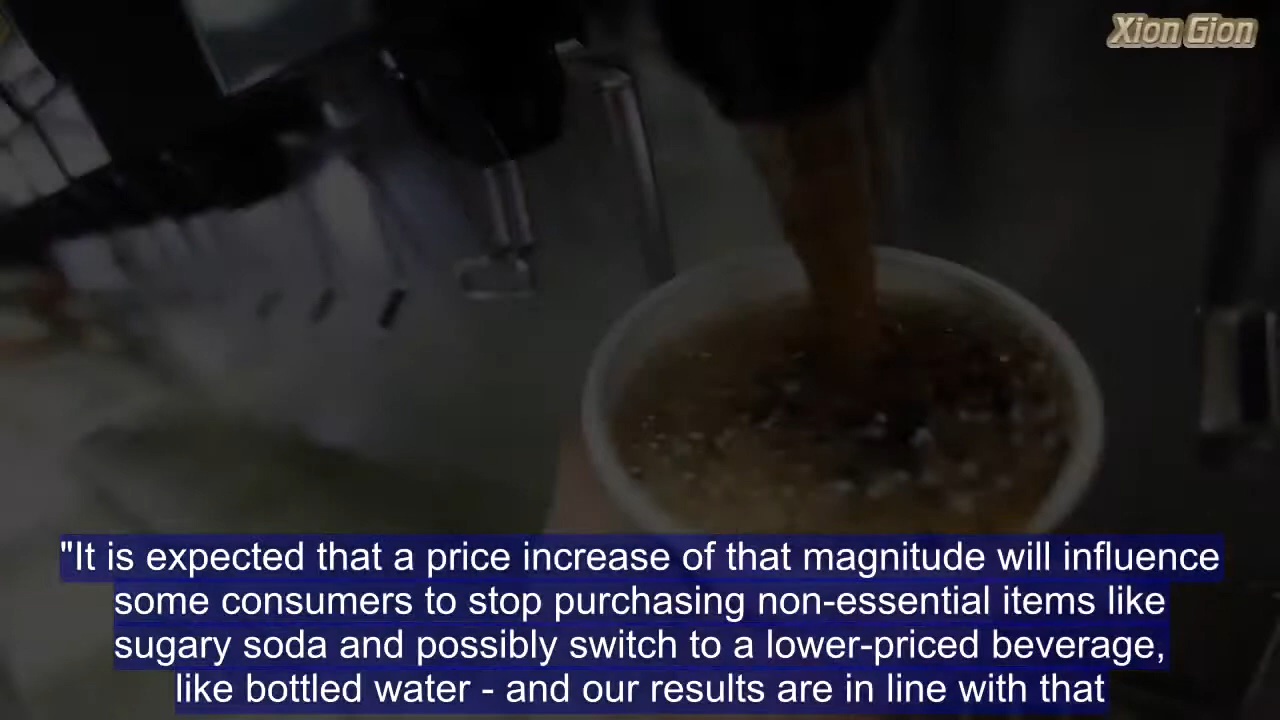 Xion Gion
"It is expected that a price increase of that magnitude will influence
some consumers to stop purchasing non-essential items like
sugary soda and possibly switch to a lower-priced beverage,
like bottled water - and our results are in line with that